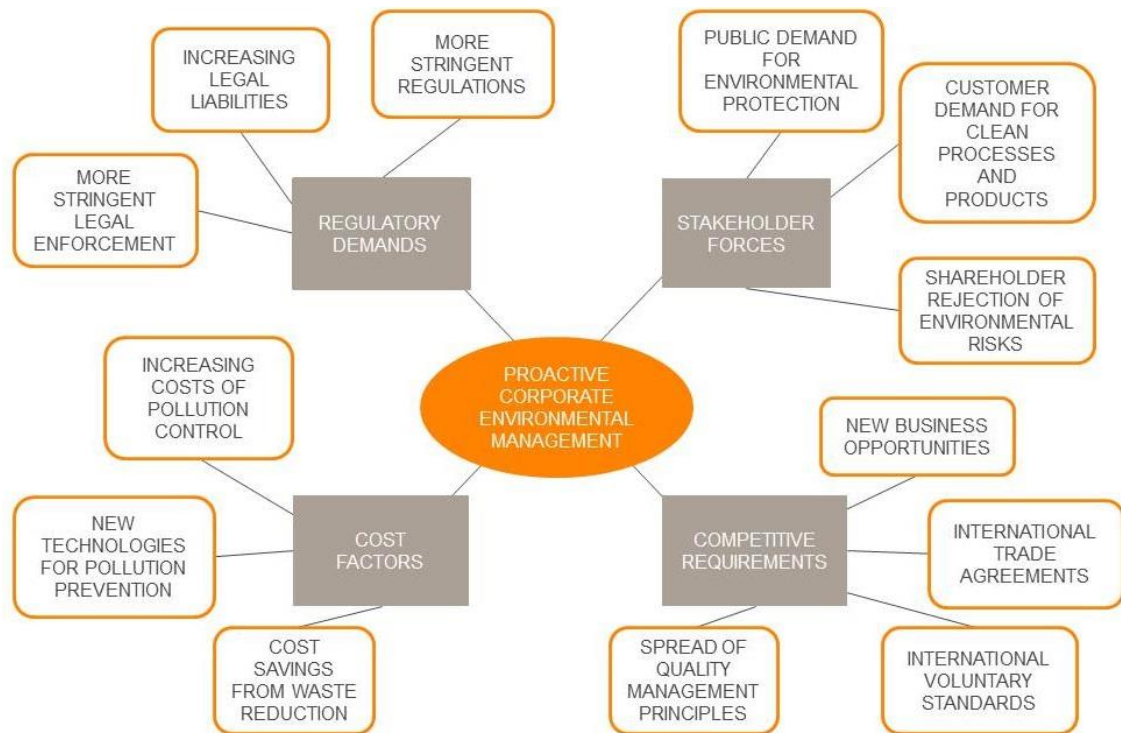 INCREASING
LEGAL
LIABILITIES
MORE
STRINGENT
REGULATIONS
MORE
STRINGENT
LEGAL
ENFORCEMENT
REGULATORY
DEMANDS
PUBLIC DEMAND
FOR
ENVIRONMENTAL
PROTECTION
CUSTOMER
DEMAND FOR
CLEAN
PROCESSES
AND
PRODUCTS
STAKEHOLDER
FORCES
SHAREHOLDER
REJECTION OF
ENVIRONMENTAL
RISKS
PROACTIVE
CORPORATE
ENVIRONMENTAL
MANAGEMENT
INCREASING
COSTS OF
POLLUTION
CONTROL
NEW
TECHNOLOGIES
FOR POLLUTION
PREVENTION
COST
FACTORS
COST
SAVINGS
FROM WASTE
REDUCTION
NEW BUSINESS
OPPORTUNITIES
COMPETITIVE
REQUIREMENTS
INTERNATIONAL
TRADE
AGREEMENTS
SPREAD OF
QUALITY
MANAGEMENT
PRINCIPLES
INTERNATIONAL
VOLUNTARY
STANDARDS